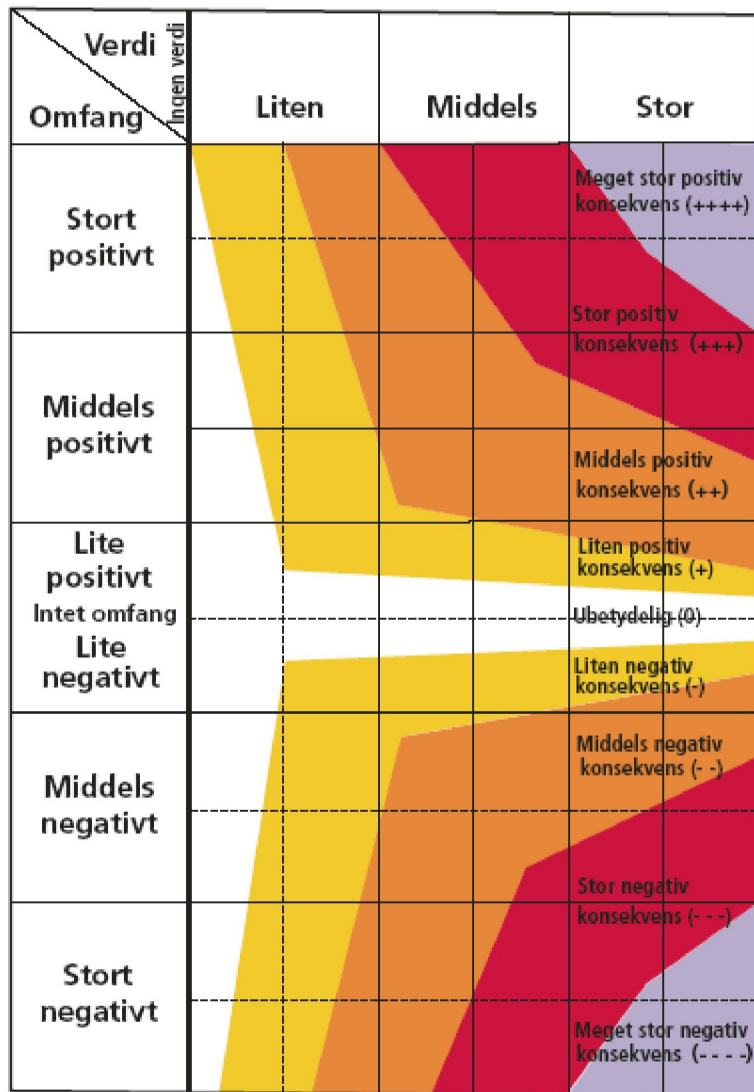 Verdi
Ingen verdi
Omfang
Liten
Middels
Stor
Stort
positivt
Meget stor positiv
konsekvens (++++)
Stor positiv
konsekvens (+++)
Middels
positivt
Middels positiv
konsekvens (++)
Lite
positivt
Liten positiv
konsekvens (+)
Intet omfang
Ubetydelig (0)
Lite
negativt
Liten negativ
konsekvens (-)
Middels
negativt
Middels negativ
konsekvens (- -)
Stor negativ
konsekvens (- - -)
Stort
negativt
Meget stor negativ
konsekvens (- - - -)